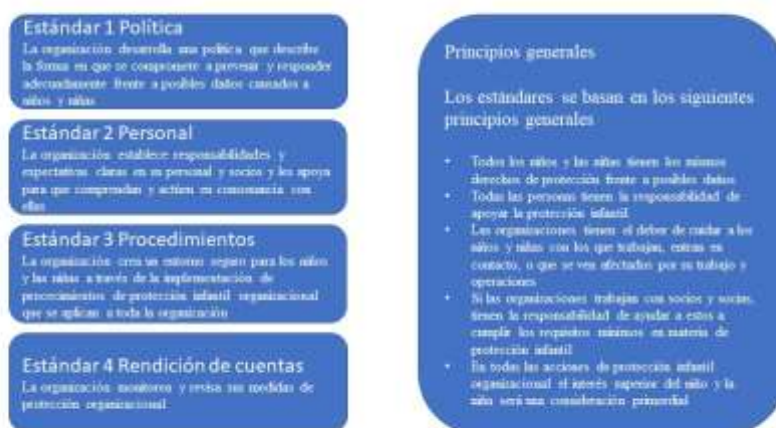 Estándar 1 Política
La organización desarrolla una política que describe
la forma en que se compromete a prevenir y responder
adecuadamente frente a posibles daños causados a
niños y niñas
Estándar 2 Personal
La organización establece responsabilidades y
expectativas claras en su personal y socios y los apoya
para que comprendan y actúen en consonancia con
ellas
Estándar 3 Procedimientos
La organización crea un entorno seguro para los niños
y las niñas a través de la implementación de
procedimientos de protección infantil organizacional
que se aplican a toda la organización
Estándar 4 Rendición de cuentas
La organización monitorea y revisa sus medidas de
protección organizacional
Principios generales
Los estándares se basan en los siguientes
principios generales
• Todos los niños y las niñas tienen los mismos
derechos de protección frente a posibles daños
• Todas las personas tienen la responsabilidad de
apoyar la protección infantil
• Las organizaciones tienen el deber de cuidar a los
niños y niñas con los que trabajan, entran en
contacto, o que se ven afectados por su trabajo y
operaciones
• Si las organizaciones trabajan con socios y socias,
tienen la responsabilidad de ayudar a estos a
cumplir los requisitos mínimos en materia de
protección infantil
• En todas las acciones de protección infantil
organizacional el interés superior del niño y la
niña será una consideración primordial